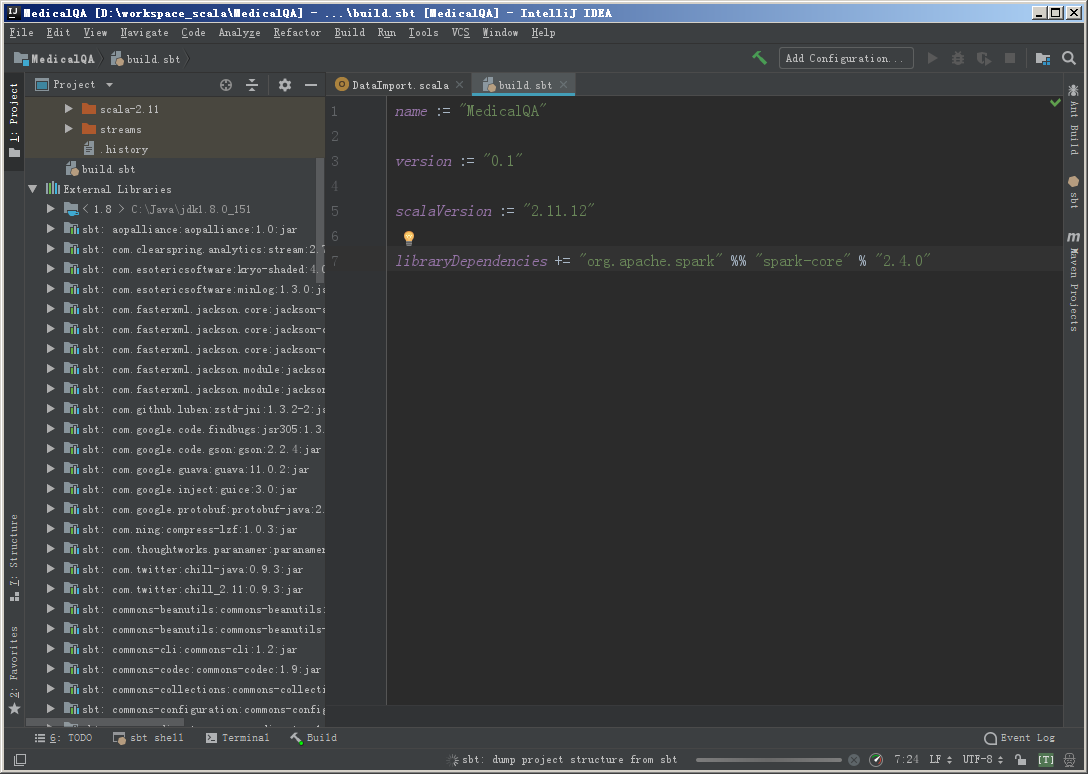 MedicalQA [D:\workspace_scala\MedicalQA] - ...\build.sbt [MedicalQA] - IntelliJ IDEA
File Edit View Navigate Code Analyze Refactor Build Run Tools VCS Window Help
MedicalQA build.sbt Add Configuration...
Project
DataImport.scala build.sbt
1: Project
7: Structure
2: Favorites
scala-2.11
streams
.history
build.sbt
External Libraries
< 1.8 > C:\Java\jdk1.8.0_151
sbt: aopalliance:aopalliance:1.0:jar
sbt: com.clearspring.analytics:stream:2.7
sbt: com.esotericsoftware:kryo-shaded:4.0
sbt: com.esotericsoftware:minlog:1.3.0:ja
sbt: com.fasterxml.jackson.core:jackson-a
sbt: com.fasterxml.jackson.core:jackson-
sbt: com.fasterxml.jackson.core:jackson-d
sbt: com.fasterxml.jackson.module:jackson
sbt: com.fasterxml.jackson.module:jackson
sbt: com.github.luben:zstd-jni:1.3.2-2:ja
sbt: com.google.code.findbugs:jsr305:1.3.
sbt: com.google.code.gson:gson:2.2.4:jar
sbt: com.google.guava:guava:11.0.2:jar
sbt: com.google.inject:guice:3.0:jar
sbt: com.google.protobuf:protobuf-java:2.
sbt: com.ning:compress-lzf:1.0.3:jar
sbt: com.thoughtworks.paranamer:paranamer
sbt: com.twitter:chill-java:0.9.3:jar
sbt: com.twitter:chill_2.11:0.9.3:jar
sbt: commons-beanutils:commons-beanutils:
sbt: commons-beanutils:commons-beanutils-
sbt: commons-cli:commons-cli:1.2:jar
sbt: commons-codec:commons-codec:1.9:jar
sbt: commons-collections:commons-collecti
sbt: commons-configuration:commons-config
1 name := "MedicalQA"
2
3 version := "0.1"
4
5 scalaVersion := "2.11.12"
6
7 libraryDependencies += "org.apache.spark" %% "spark-core" % "2.4.0"
Ant Build
sbt
m Maven Projects
6: TODO sbt shell Terminal Build Event Log
sbt: dump project structure from sbt 7:24 LF UTF-8 [T]